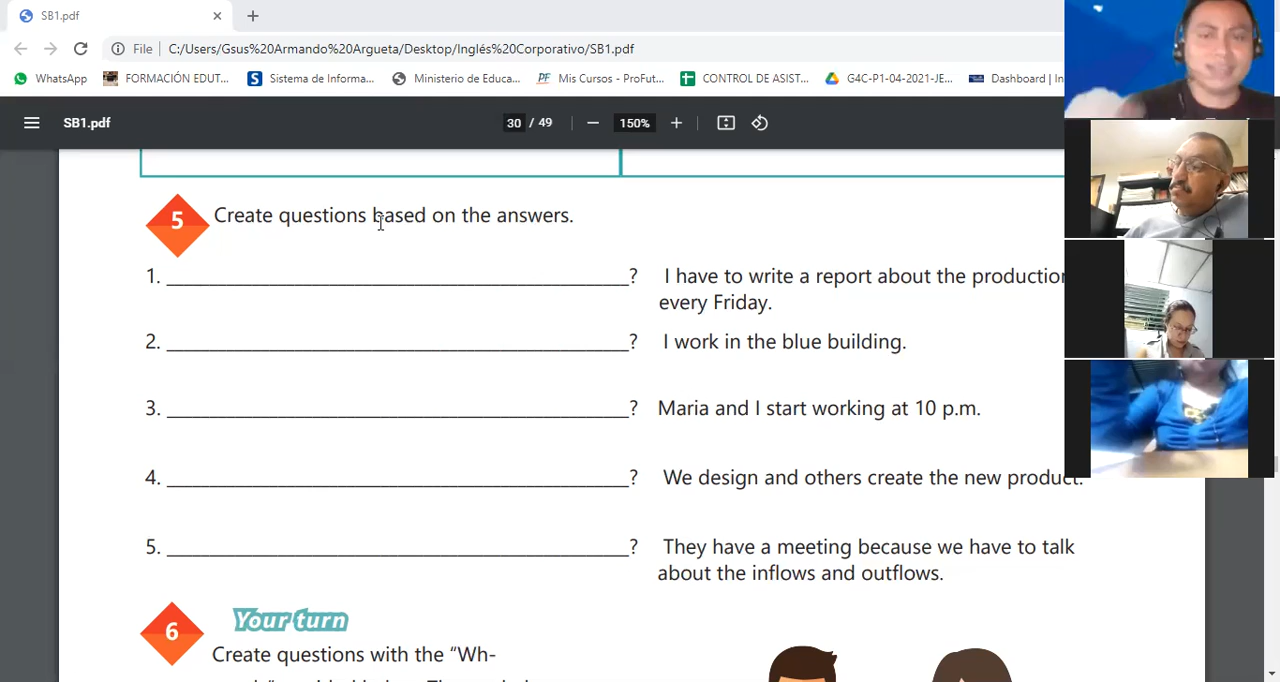 SB1.pdf
File C:/Users/Gsus%20Armando%20Argueta/Desktop/Inglés%20Corporativo/SB1.pdf
WhatsApp FORMACIÓN EDUT... Sistema de Informa... Ministerio de Educa... Mis Cursos - ProFut... CONTROL DE ASIST... G4C-P1-04-2021-JE... Dashboard | In
SB1.pdf 30 / 49 150%
5 Create questions based on the answers.
1. ? I have to write a report about the production
every Friday.
2. ? I work in the blue building.
3. ? Maria and I start working at 10 p.m.
4. ? We design and others create the new product.
5. ? They have a meeting because we have to talk
about the inflows and outflows.
6 Your turn
Create questions with the “Wh-